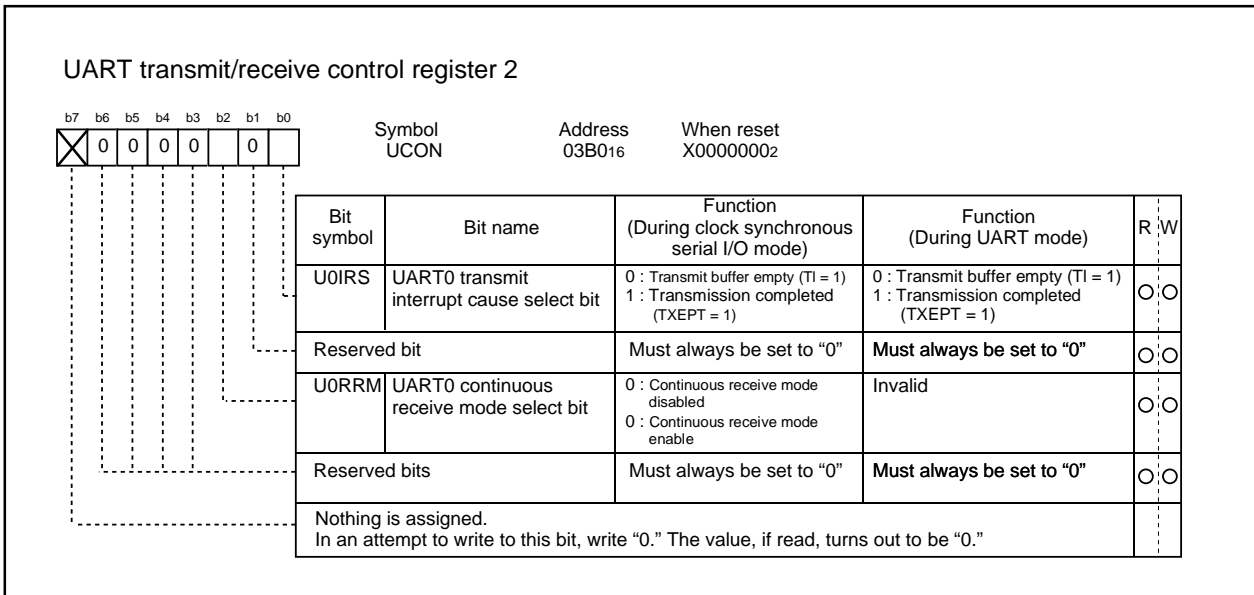 UART transmit/receive control register 2
b7 b6 b5 b4 b3 b2 b1 b0
0 0 0 0 0
Symbol Address When reset
UCON 03B016 X00000002
Bit symbol Bit name Function (During clock synchronous serial I/O mode) Function (During UART mode) R W
U0IRS UART0 transmit interrupt cause select bit
0 : Transmit buffer empty (TI = 1)
1 : Transmission completed
(TXEPT = 1)
0 : Transmit buffer empty (TI = 1)
1 : Transmission completed
(TXEPT = 1)
Reserved bit Must always be set to “0” Must always be set to “0”
U0RRM UART0 continuous receive mode select bit
0 : Continuous receive mode
disabled
0 : Continuous receive mode
enable
Invalid
Reserved bits Must always be set to “0” Must always be set to “0”
Nothing is assigned.
In an attempt to write to this bit, write “0.” The value, if read, turns out to be “0.”